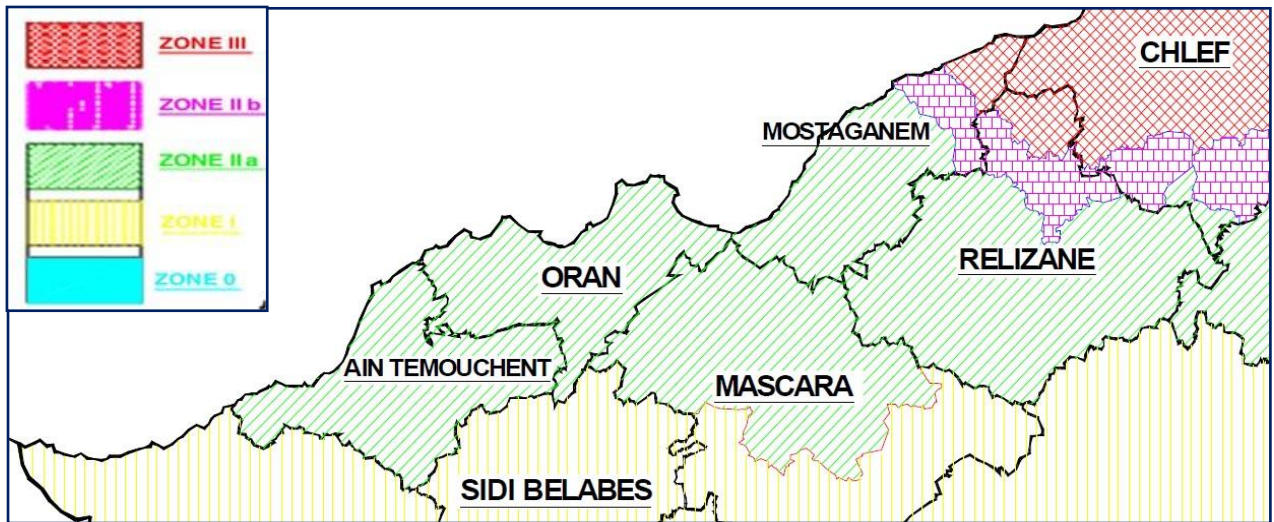 ZONE III
ZONE II b
ZONE II a
ZONE I
ZONE 0
CHLEF
MOSTAGANEM
RELIZANE
ORAN
AIN TEMOUCHENT
MASCARA
SIDI BELABES